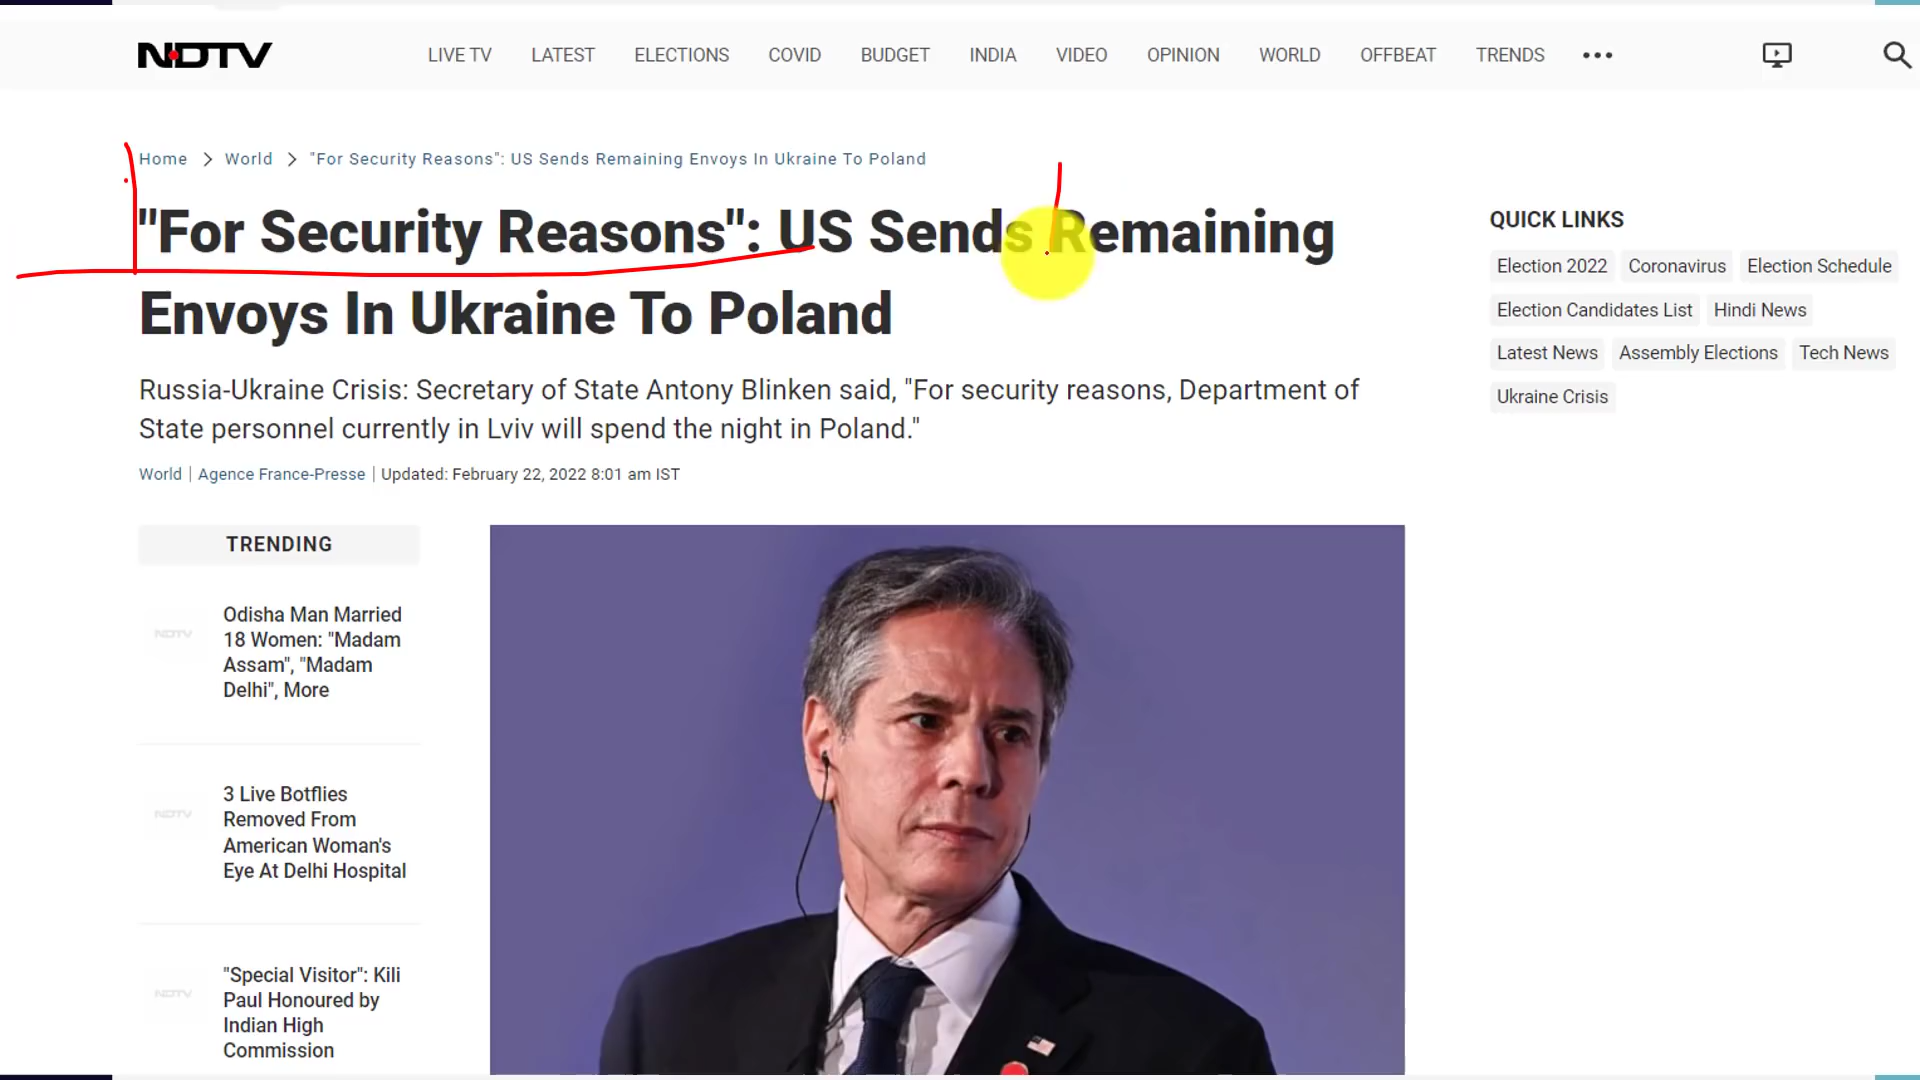 NDTV
LIVE TV LATEST ELECTIONS COVID BUDGET INDIA VIDEO OPINION WORLD OFFBEAT TRENDS
Home > World > "For Security Reasons": US Sends Remaining Envoys In Ukraine To Poland
"For Security Reasons": US Sends Remaining
Envoys In Ukraine To Poland
Russia-Ukraine Crisis: Secretary of State Antony Blinken said, "For security reasons, Department of
State personnel currently in Lviv will spend the night in Poland."
World | Agence France-Presse | Updated: February 22, 2022 8:01 am IST
QUICK LINKS
Election 2022 Coronavirus Election Schedule
Election Candidates List Hindi News
Latest News Assembly Elections Tech News
Ukraine Crisis
TRENDING
NDTV
Odisha Man Married
18 Women: "Madam
Assam", "Madam
Delhi", More
NDTV
3 Live Botflies
Removed From
American Woman's
Eye At Delhi Hospital
NDTV
"Special Visitor": Kili
Paul Honoured by
Indian High
Commission